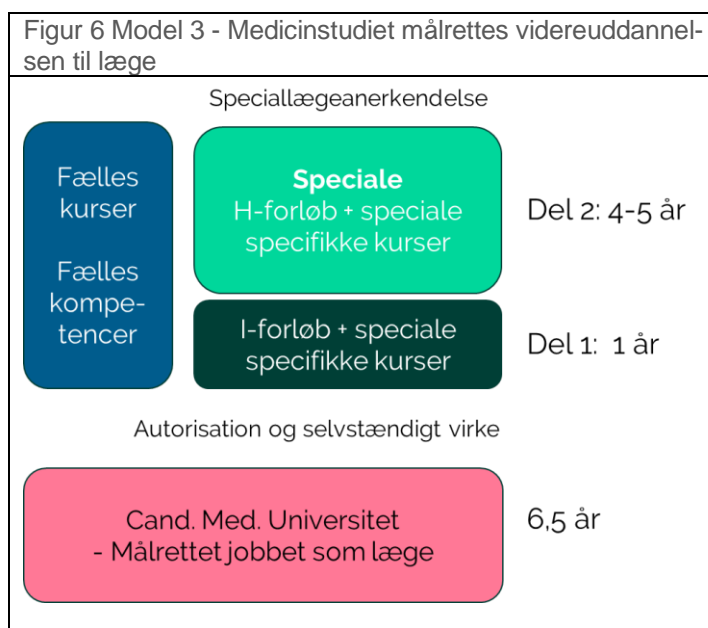 Figur 6 Model 3 - Medicinstudiet målrettes videreuddannel-
sen til læge
Speciallægeanerkendelse
Fælles
kurser
Fælles
kompe-
tencer
Speciale
H-forløb + speciale
specifikke kurser
Del 2: 4-5 år
I-forløb + speciale
specifikke kurser
Del 1: 1 år
Autorisation og selvstændigt virke
Cand. Med. Universitet
- Målrettet jobbet som læge
6,5 år